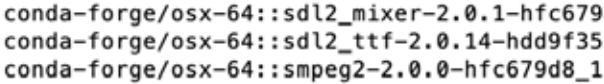 conda-forge/osx-64::sdl2_mixer-2.0.1-hfc679
conda-forge/osx-64::sdl2_ttf-2.0.14-hdd9f35
conda-forge/osx-64::smpeg2-2.0.0-hfc679d8_1